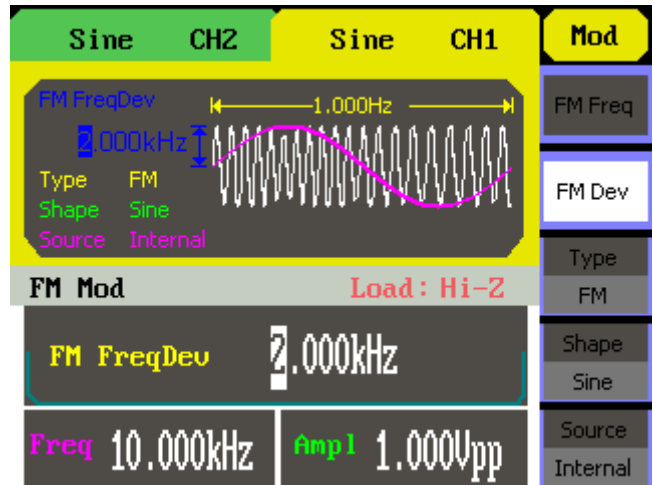 Sine CH2
Sine CH1
Mod
FM FreqDev
1.000Hz
2.000kHz
Type FM
Shape Sine
Source Internal
FM Mod
Load: Hi-Z
FM FreqDev 2.000kHz
Freq 10.000kHz
Ampl 1.000Vpp
FM Freq
FM Dev
Type
FM
Shape
Sine
Source
Internal